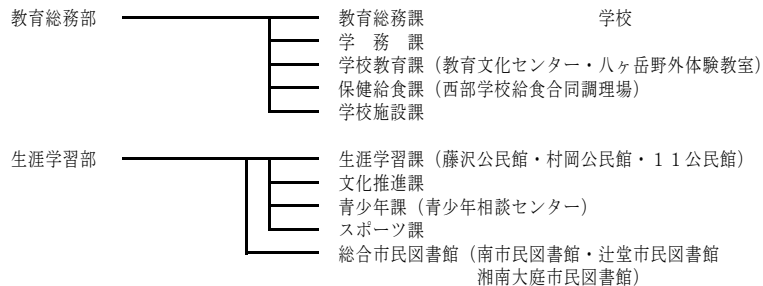 教育総務部 教育総務課 学校
学 務 課
学校教育課（教育文化センター・八ヶ岳野外体験教室）
保健給食課（西部学校給食合同調理場）
学校施設課
生涯学習部 生涯学習課（藤沢公民館・村岡公民館・１１公民館）
文化推進課
青少年課（青少年相談センター）
スポーツ課
総合市民図書館（南市民図書館・辻堂市民図書館
湘南大庭市民図書館）